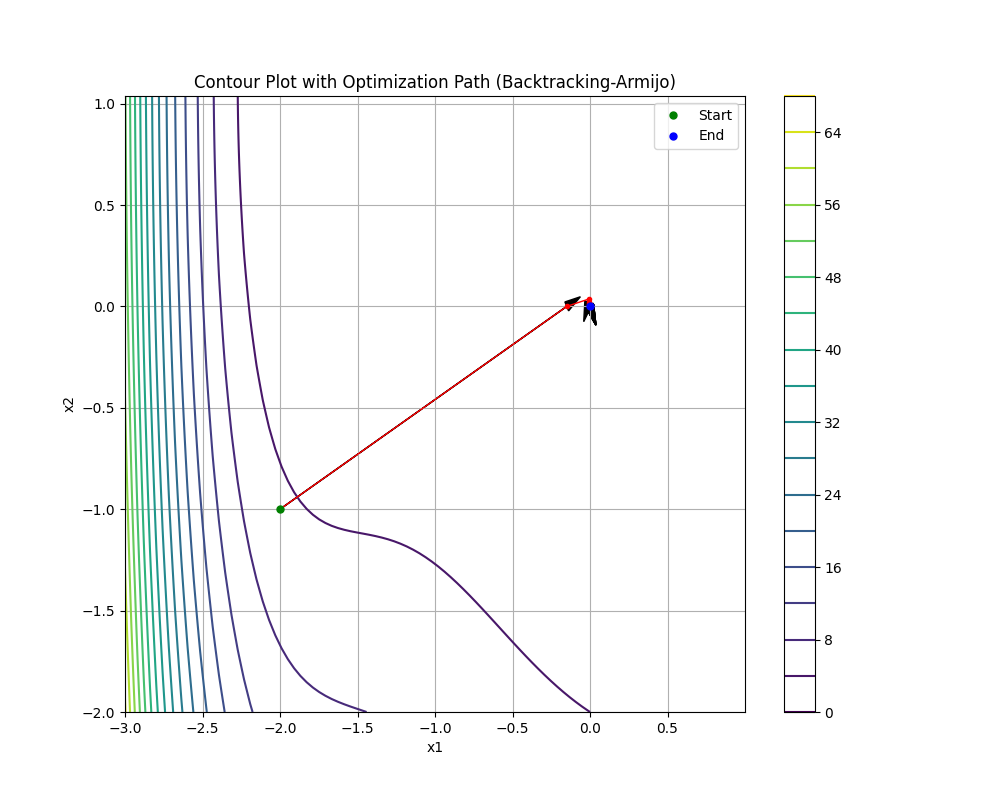 Contour Plot with Optimization Path (Backtracking-Armijo)
Start
End
1.0
0.5
0.0
−0.5
−1.0
−1.5
−2.0
x2
−3.0 −2.5 −2.0 −1.5 −1.0 −0.5 0.0 0.5
x1
64
56
48
40
32
24
16
8
0